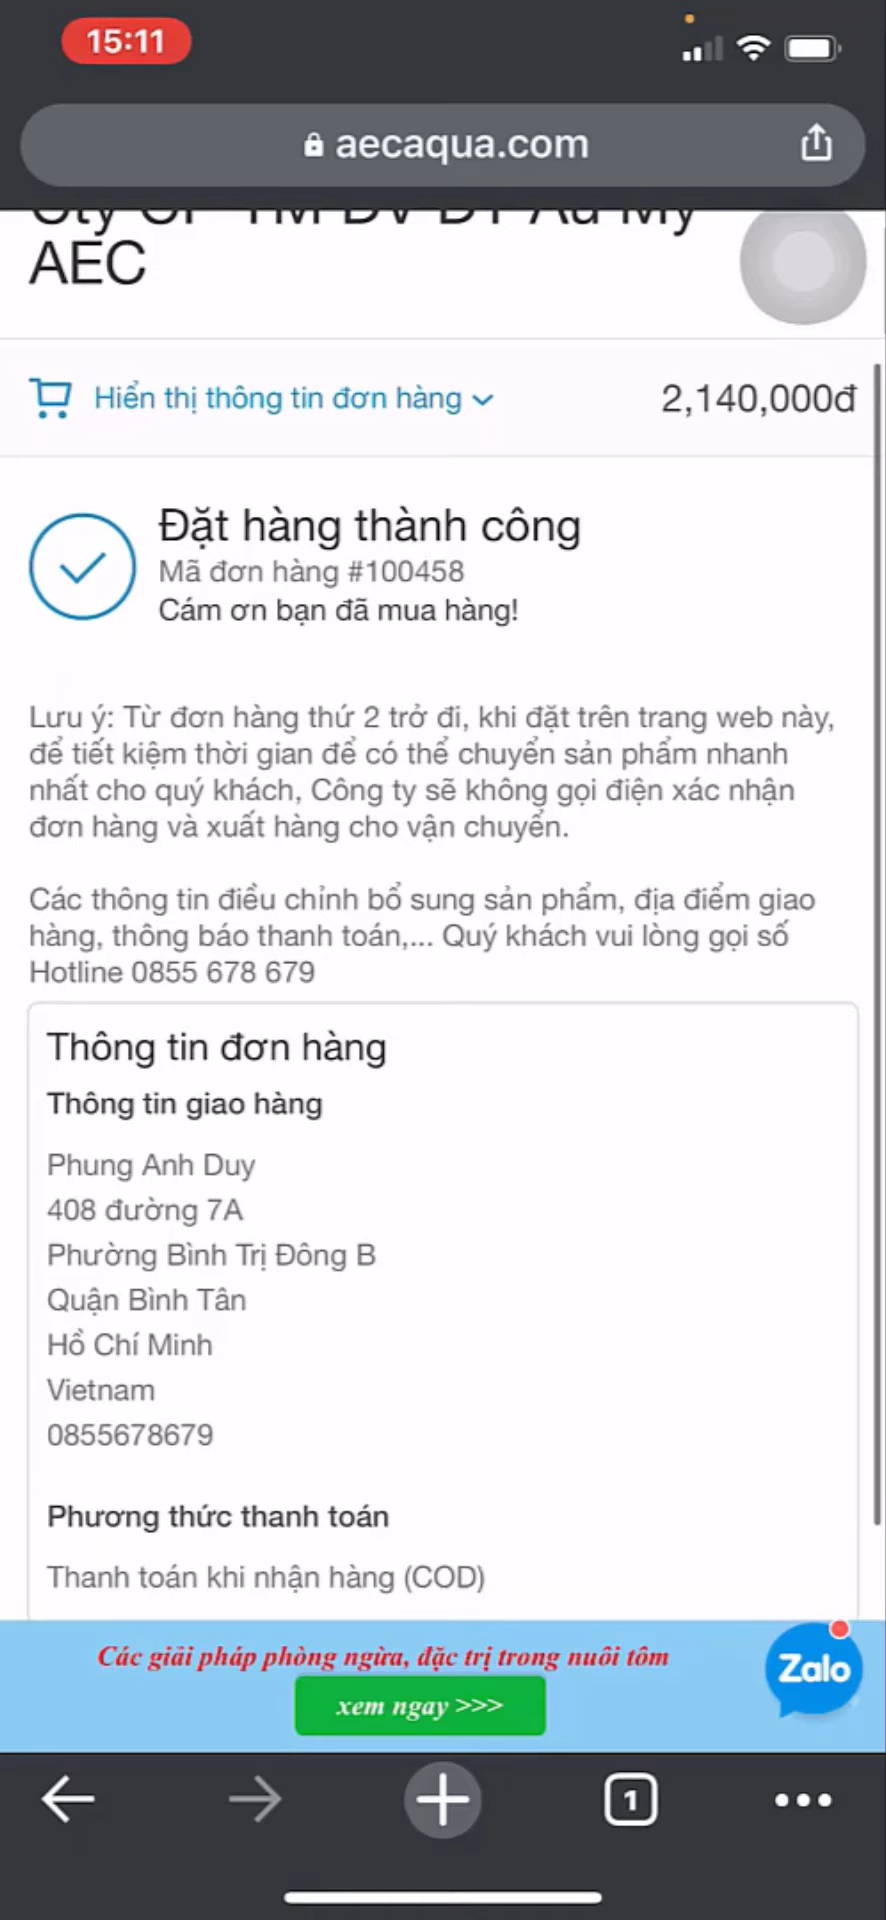 15:11
aecaqua.com
AEC
Hiển thị thông tin đơn hàng
2,140,000đ
Đặt hàng thành công
Mã đơn hàng #100458
Cám ơn bạn đã mua hàng!
Lưu ý: Từ đơn hàng thứ 2 trở đi, khi đặt trên trang web này,
để tiết kiệm thời gian để có thể chuyển sản phẩm nhanh
nhất cho quý khách, Công ty sẽ không gọi điện xác nhận
đơn hàng và xuất hàng cho vận chuyển.
Các thông tin điều chỉnh bổ sung sản phẩm, địa điểm giao
hàng, thông báo thanh toán,... Quý khách vui lòng gọi số
Hotline 0855 678 679
Thông tin đơn hàng
Thông tin giao hàng
Phung Anh Duy
408 đường 7A
Phường Bình Trị Đông B
Quận Bình Tân
Hồ Chí Minh
Vietnam
0855678679
Phương thức thanh toán
Thanh toán khi nhận hàng (COD)
Các giải pháp phòng ngừa, đặc trị trong nuôi tôm
xem ngay >>>
Zalo
1